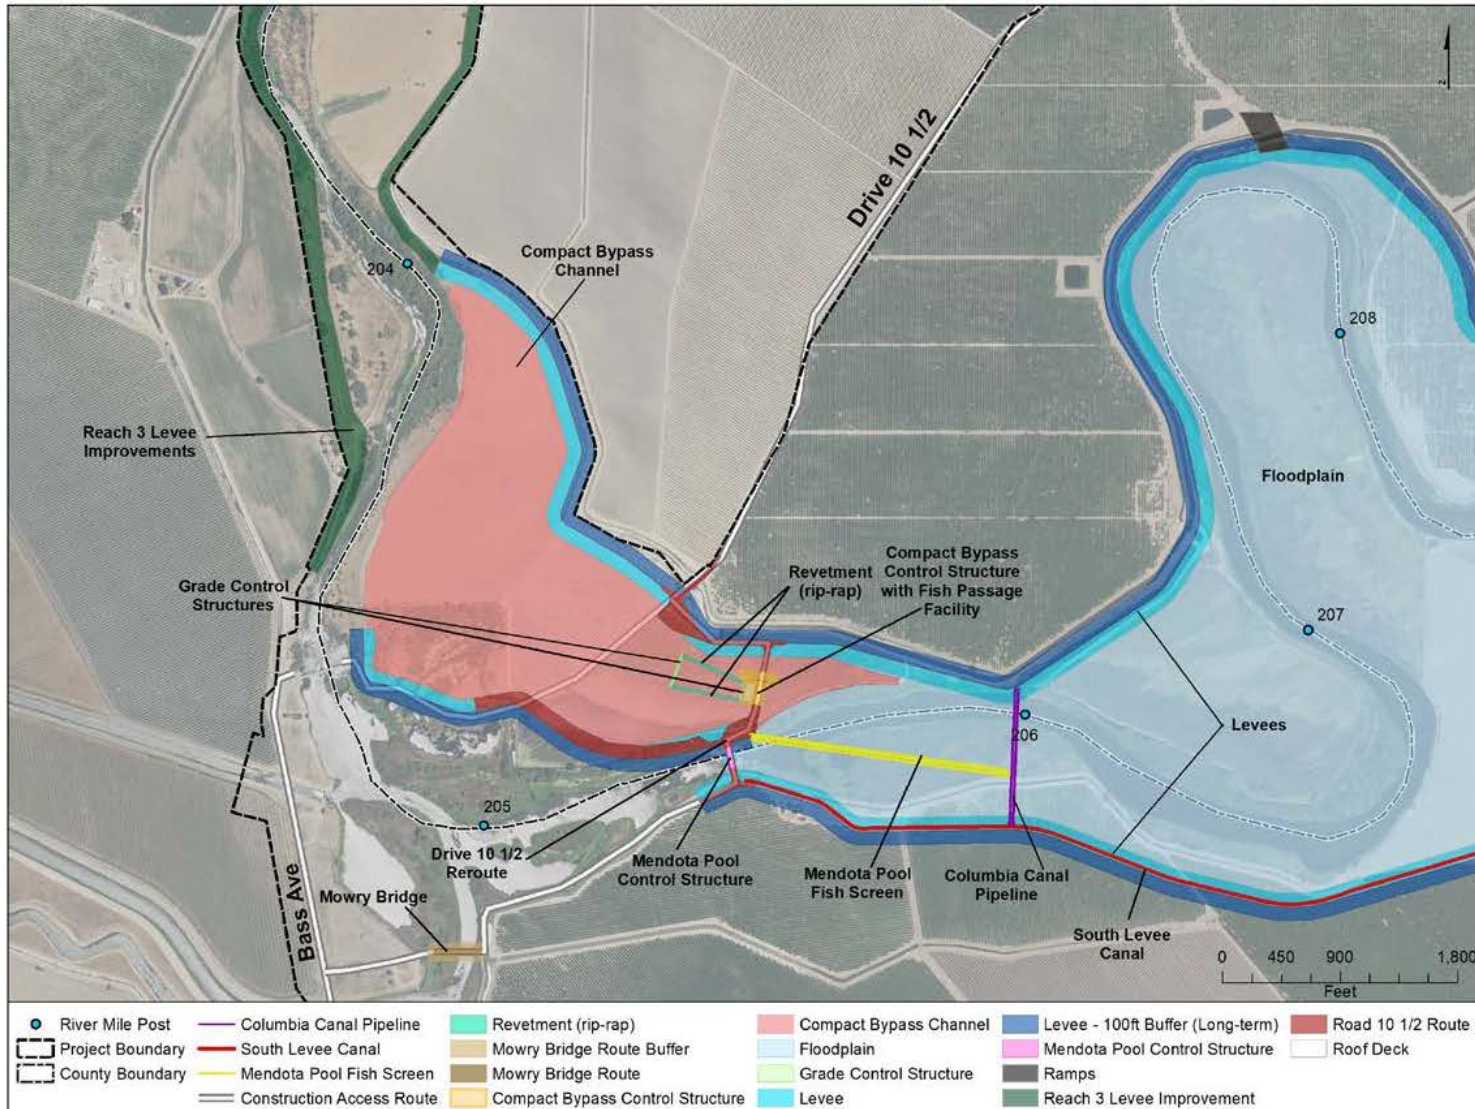 N
Drive 10 1/2
Compact Bypass
Channel
204
208
Reach 3 Levee
Improvements
Floodplain
Grade Control
Structures
Revetment
(rip-rap)
Compact Bypass
Control Structure
with Fish Passage
Facility
207
206
Levees
205
Drive 10 1/2
Reroute
Mendota Pool
Control Structure
Mendota Pool
Fish Screen
Columbia Canal
Pipeline
Mowry Bridge
Bass Ave
South Levee
Canal
0 450 900 1,800
Feet
River Mile Post
Project Boundary
County Boundary
Columbia Canal Pipeline
South Levee Canal
Mendota Pool Fish Screen
Construction Access Route
Revetment (rip-rap)
Mowry Bridge Route Buffer
Mowry Bridge Route
Compact Bypass Control Structure
Compact Bypass Channel
Floodplain
Grade Control Structure
Levee
Levee - 100ft Buffer (Long-term)
Mendota Pool Control Structure
Ramps
Reach 3 Levee Improvement
Road 10 1/2 Route
Roof Deck